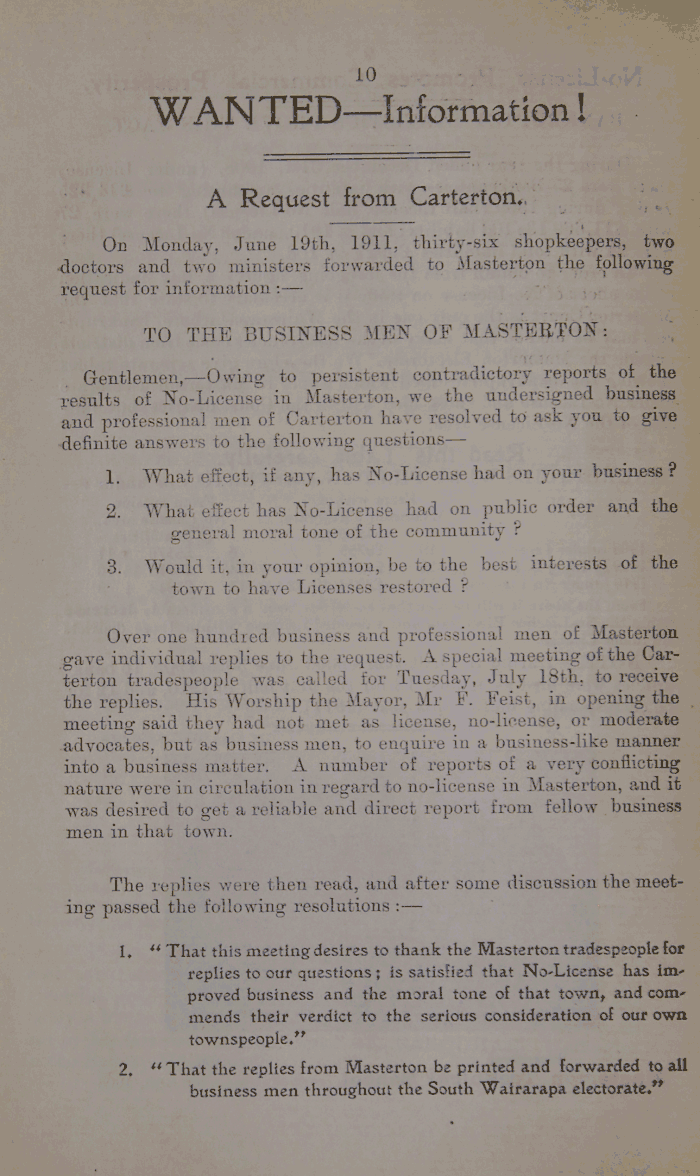 10
WANTED—Information!
A Request from Carterton.
On Monday, June 19th, 1911, thirty-six shopkeepers, two
doctors and two ministers forwarded to Masterton the following
request for information :—
TO THE BUSINESS MEN OF MASTERTON:
Gentlemen,—Owing to persistent contradictory reports of the
results of No-License in Masterton, we the undersigned business
and professional men of Carterton have resolved to ask you to give
definite answers to the following questions—
1. What effect, if any, has No-License had on your business ?
2. What effect has No-License had on public order and the
general moral tone of the community ?
3. Would it, in your opinion, be to the best interests of the
town to have Licenses restored ?
Over one hundred business and professional men of Masterton
gave individual replies to the request. A special meeting of the Car-
terton tradespeople was called for Tuesday, July 18th, to receive
the replies. His Worship the Mayor, Mr F. Feist, in opening the
meeting said they had not met as license, no-license, or moderate
advocates, but as business men, to enquire in a business-like manner
into a business matter. A number of reports of a very conflicting
nature were in circulation in regard to no-license in Masterton, and it
was desired to get a reliable and direct report from fellow business
men in that town.
The replies were then read, and after some discussion the meet-
ing passed the following resolutions :—
1. “ That this meeting desires to thank the Masterton tradespeople for
replies to our questions ; is satisfied that No-License has im-
proved business and the moral tone of that town, and com-
mends their verdict to the serious consideration of our own
townspeople.”
2. “ That the replies from Masterton be printed and forwarded to all
business men throughout the South Wairarapa electorate.”